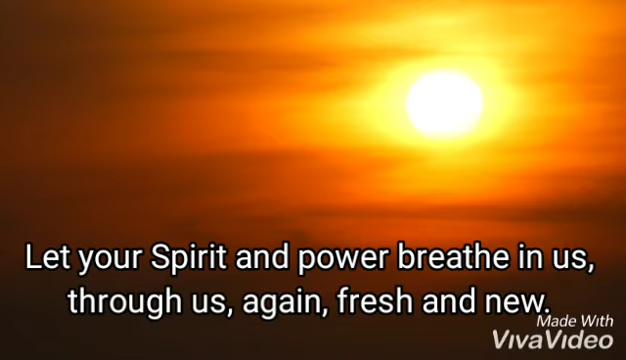 Let your Spirit and power breathe in us,
through us, again, fresh and new.
Made With
VivaVideo